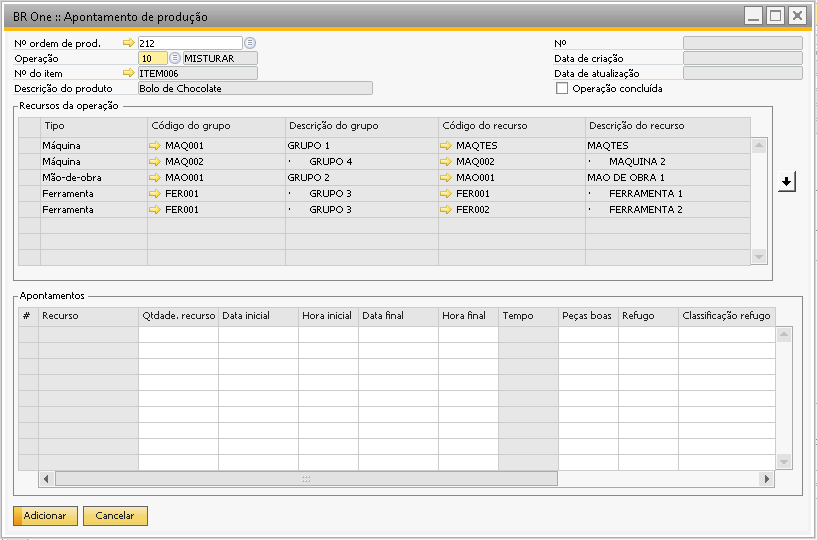 BR One :: Apontamento de produção
Nº ordem de prod. 212
Nº
Operação 10 MISTURAR
Data de criação
Nº do item ITEM006
Data de atualização
Descrição do produto Bolo de Chocolate
Operação concluída
Recursos da operação
Tipo Código do grupo Descrição do grupo Código do recurso Descrição do recurso
Máquina MAQ001 GRUPO 1 MAQTES MAQTES
Máquina MAQ002 · GRUPO 4 MAQ002 · MAQUINA 2
Mão-de-obra MAO001 GRUPO 2 MAO001 MAO DE OBRA 1
Ferramenta FER001 · GRUPO 3 FER001 · FERRAMENTA 1
Ferramenta FER001 · GRUPO 3 FER002 · FERRAMENTA 2
Apontamentos
# Recurso Qtdade. recurso Data inicial Hora inicial Data final Hora final Tempo Peças boas Refugo Classificação refugo
Adicionar Cancelar